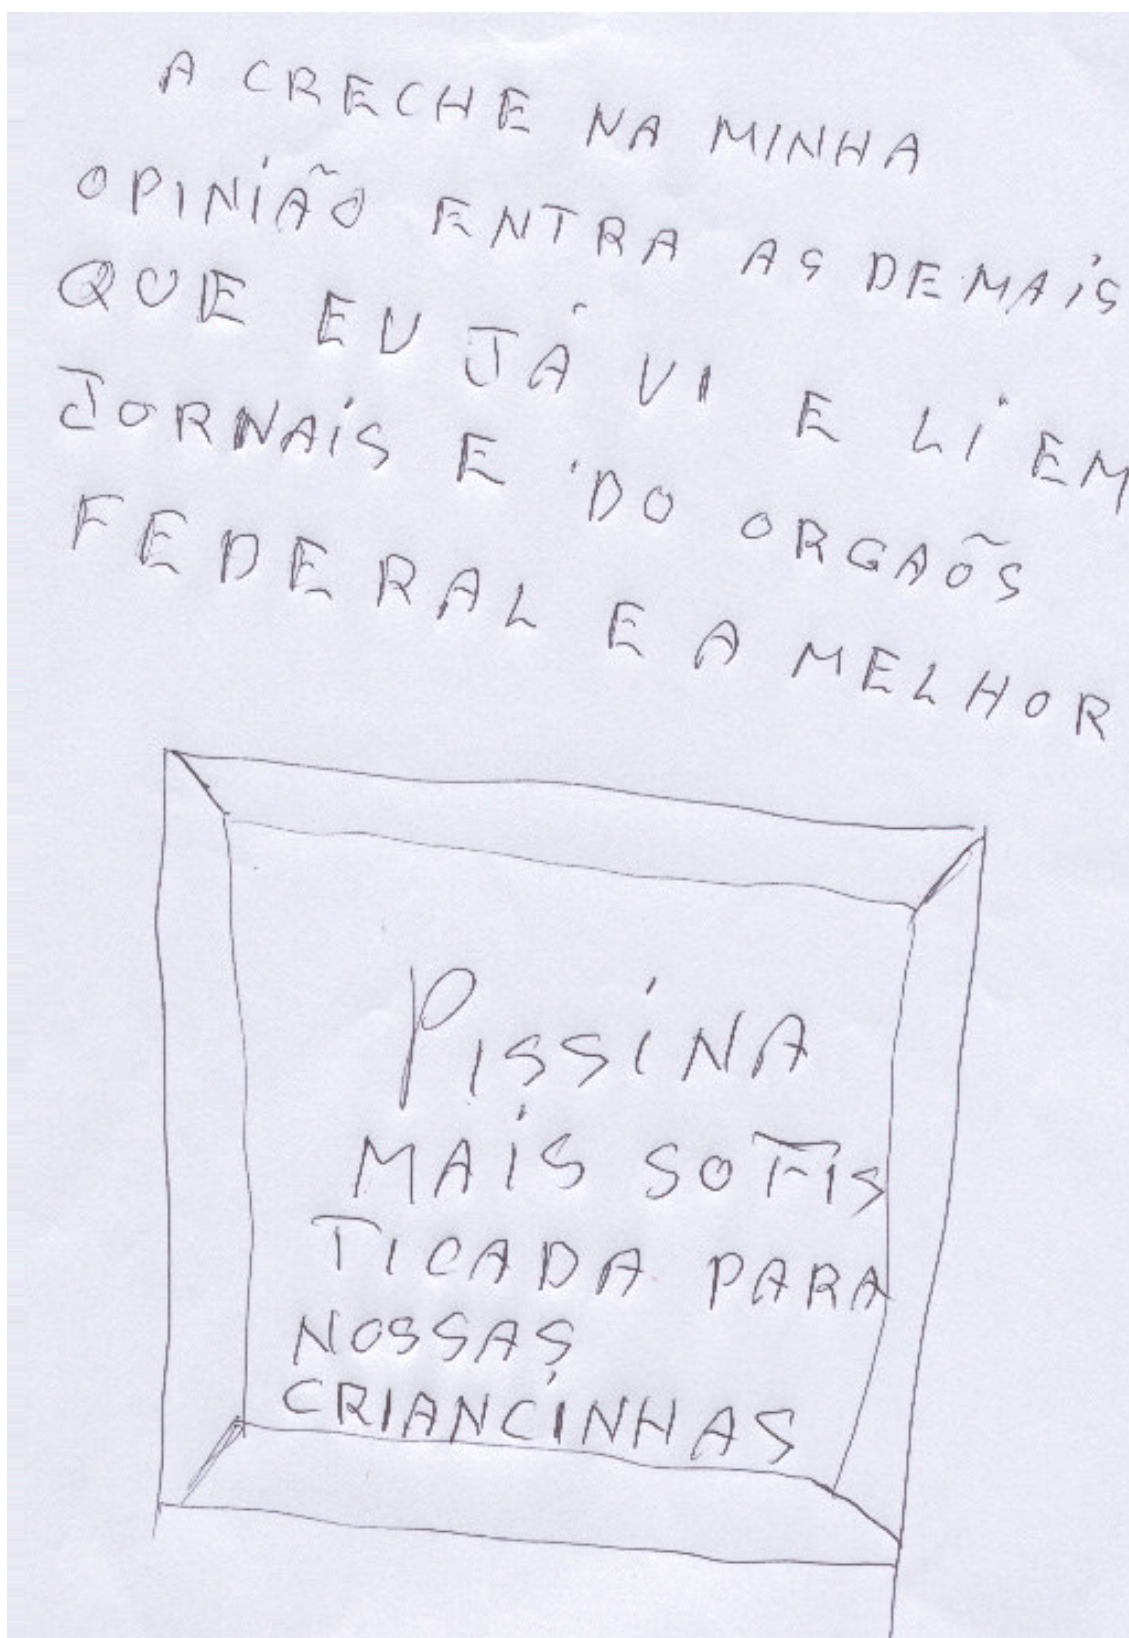 A CRECHE NA MINHA
OPINIÃO ENTRA AS DEMAIS
QUE EU JÁ VI E LI EM
JORNAIS E DO ORGAÕS
FEDERAL E A MELHOR
PISSINA
MAIS SOFIS
TICADA PARA
NOSSAS
CRIANCINHAS